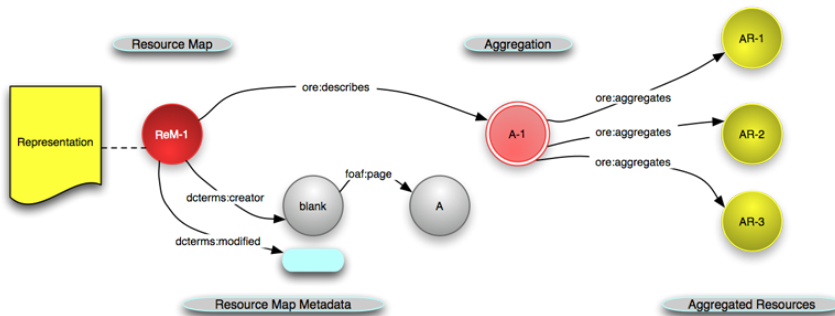 Resource Map
Aggregation
AR-1
ore:describes
ore:aggregates
Representation
ReM-1
A-1
ore:aggregates
AR-2
ore:aggregates
foaf:page
dcterms:creator
blank
A
AR-3
dcterms:modified
Resource Map Metadata
Aggregated Resources